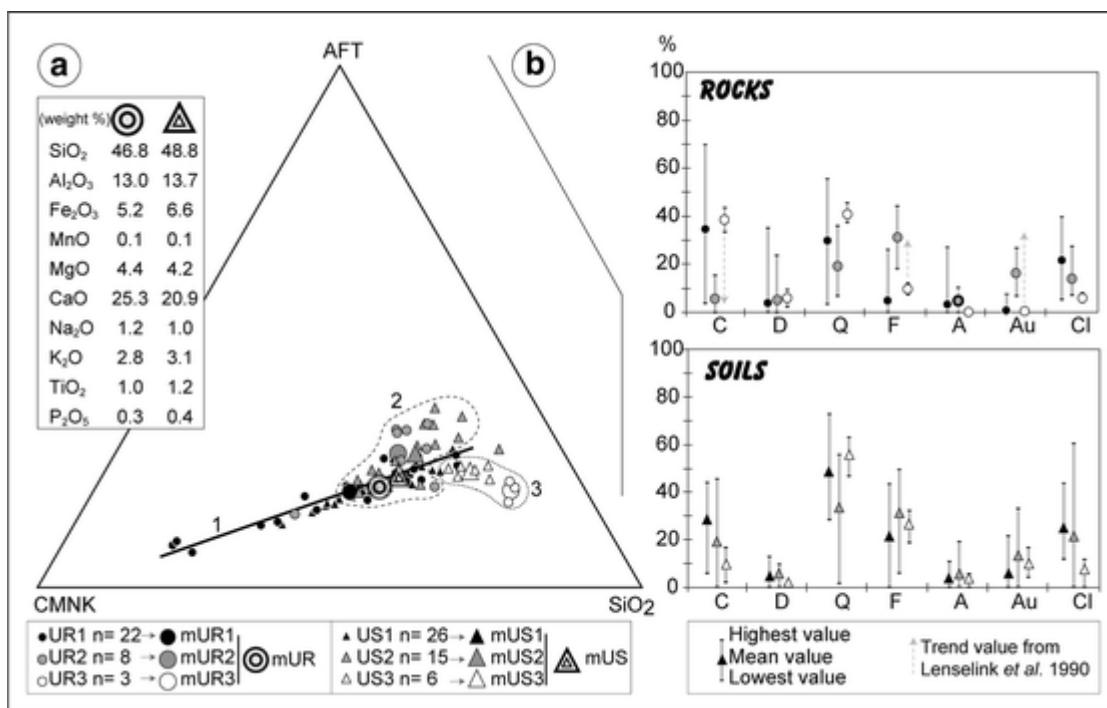 a
AFT
b
(weight %)
SiO₂ 46.8 48.8
Al₂O₃ 13.0 13.7
Fe₂O₃ 5.2 6.6
MnO 0.1 0.1
MgO 4.4 4.2
CaO 25.3 20.9
Na₂O 1.2 1.0
K₂O 2.8 3.1
TiO₂ 1.0 1.2
P₂O₅ 0.3 0.4
1
2
3
CMNK
SiO₂
UR1 n= 22 → mUR1
UR2 n= 8 → mUR2
UR3 n= 3 → mUR3
mUR
US1 n= 26 → mUS1
US2 n= 15 → mUS2
US3 n= 6 → mUS3
mUS
%
ROCKS
100
80
60
40
20
0
C D Q F A Au Cl
SOILS
100
80
60
40
20
0
C D Q F A Au Cl
Highest value
Mean value
Lowest value
Trend value from
Lenselink et al. 1990